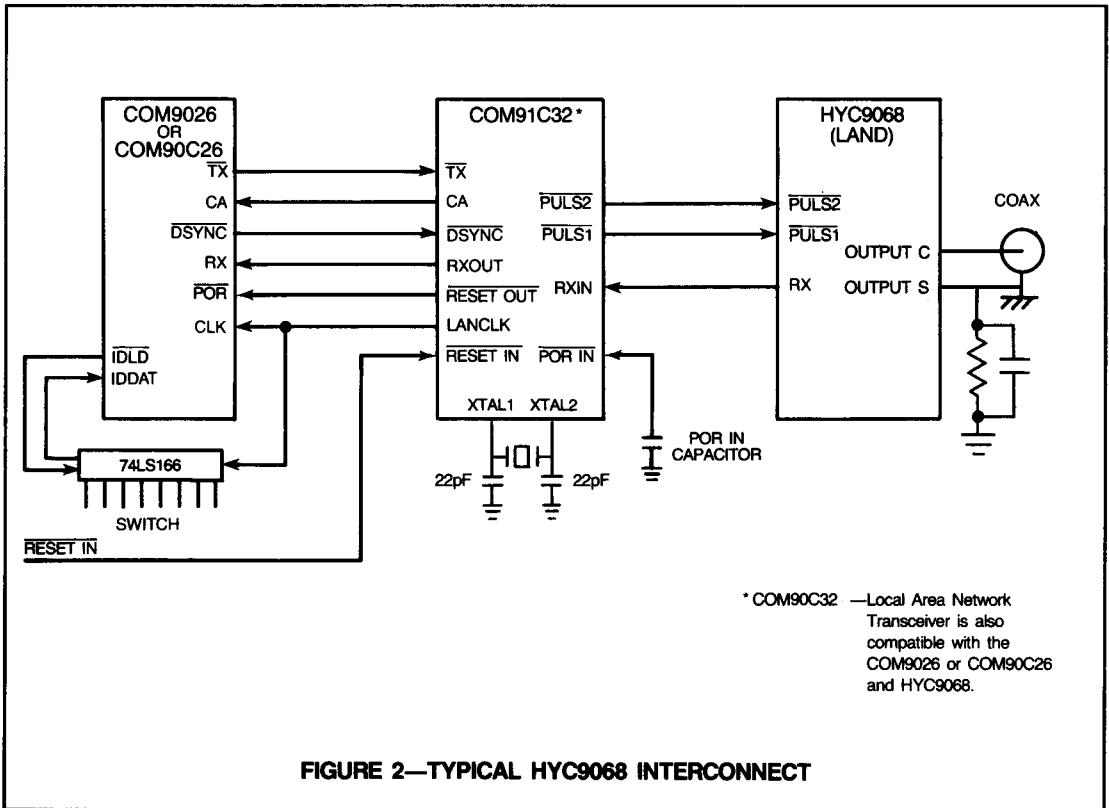 COM9026
OR
COM90C26
TX
CA
DSYNC
RX
POR
CLK
IDLD
IDDAT
74LS166
SWITCH
RESET IN
COM91C32 *
TX
CA
DSYNC
RXOUT
RESET OUT
LANCLK
RESET IN
PULS2
PULS1
RXIN
POR IN
XTAL1 XTAL2
22pF 22pF
POR IN
CAPACITOR
HYC9068
(LAND)
PULS2
PULS1
RX
OUTPUT C
OUTPUT S
COAX
* COM90C32 —Local Area Network
Transceiver is also
compatible with the
COM9026 or COM90C26
and HYC9068.
FIGURE 2—TYPICAL HYC9068 INTERCONNECT